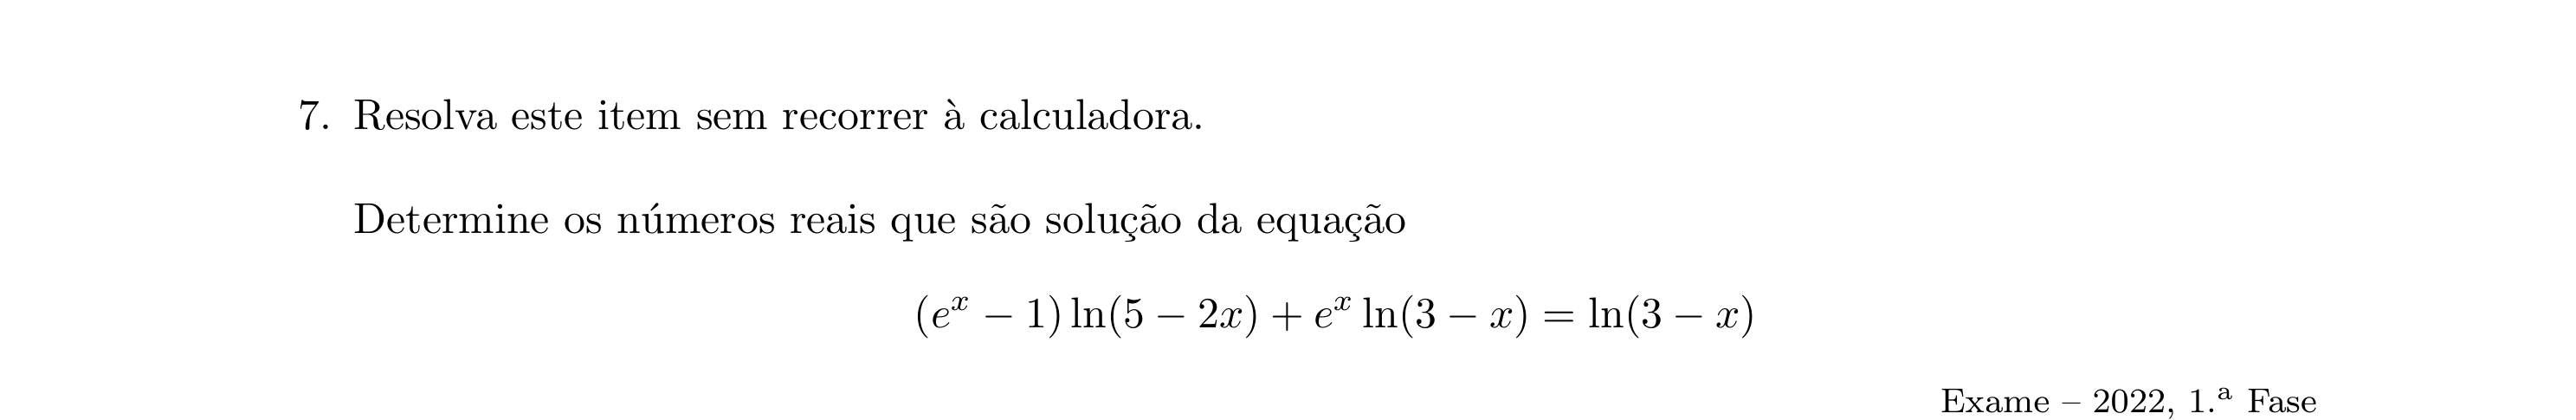 7. Resolva este item sem recorrer à calculadora.
Determine os números reais que são solução da equação
(e^x − 1) ln(5 − 2x) + e^x ln(3 − x) = ln(3 − x)
Exame – 2022, 1.ª Fase